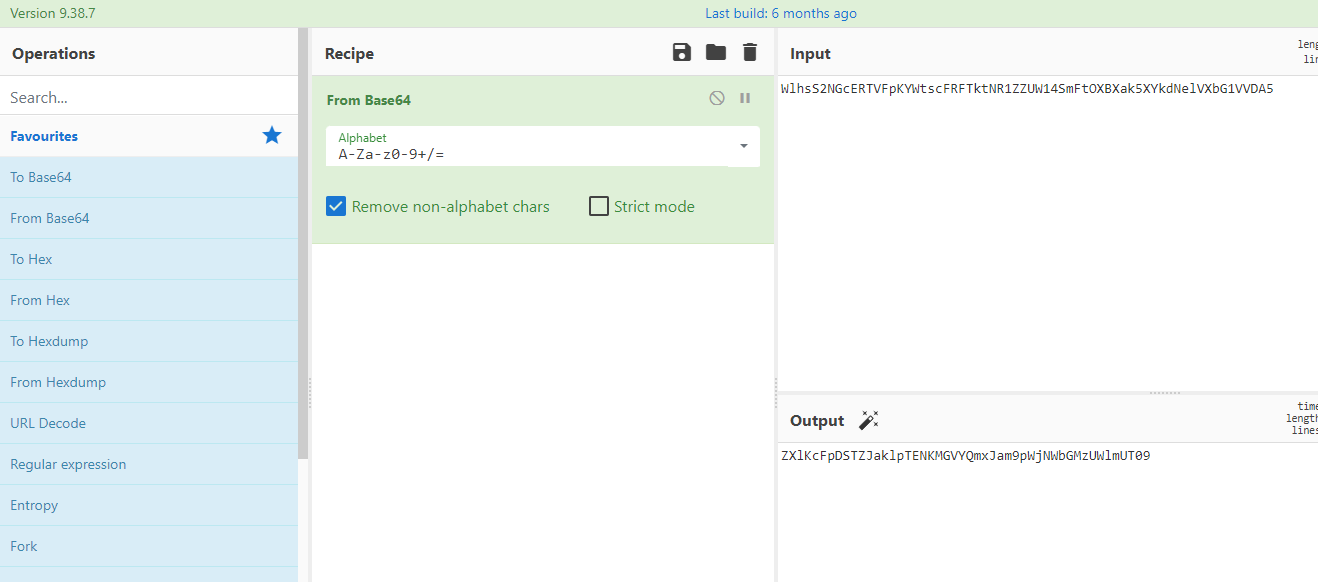 Version 9.38.7
Last build: 6 months ago
Operations
Recipe
Input
Search...
Favourites
To Base64
From Base64
To Hex
From Hex
To Hexdump
From Hexdump
URL Decode
Regular expression
Entropy
Fork
From Base64
Alphabet
A-Za-z0-9+/=
Remove non-alphabet chars
Strict mode
WlhsS2NGcERTVFpKYWtscFRFTktNR1ZZUW14SmFtOXBXak5XYkdNelVXbG1VVDA5
Output
time
length
lines
ZXlKcFpDSTZJaklpTENKMGVYQmxJam9pWjNWbGMzUWlmUT09